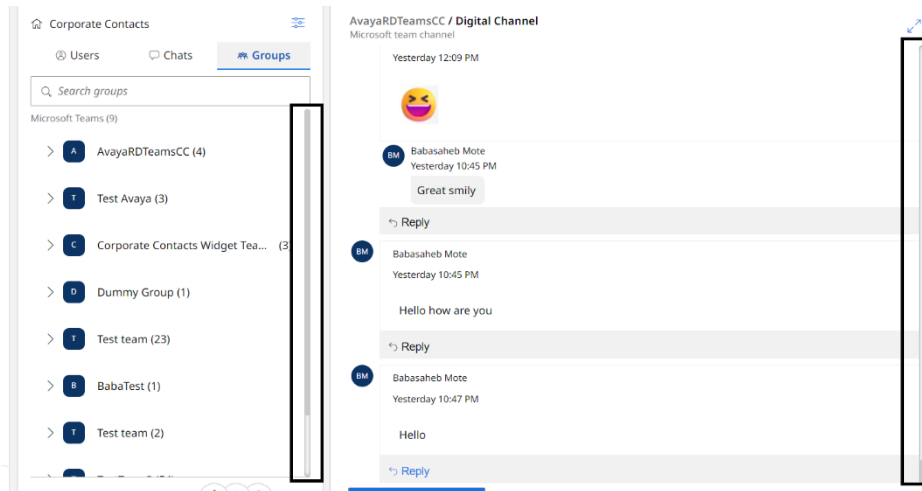 Corporate Contacts
Users
Chats
Groups
Search groups
Microsoft Teams (9)
A
AvayaRDTeamsCC (4)
T
Test Avaya (3)
C
Corporate Contacts Widget Tea... (3)
D
Dummy Group (1)
T
Test team (23)
B
BabaTest (1)
T
Test team (2)
AvayaRDTeamsCC / Digital Channel
Microsoft team channel
Yesterday 12:09 PM
BM
Babasaheb Mote
Yesterday 10:45 PM
Great smily
Reply
BM
Babasaheb Mote
Yesterday 10:45 PM
Hello how are you
Reply
BM
Babasaheb Mote
Yesterday 10:47 PM
Hello
Reply